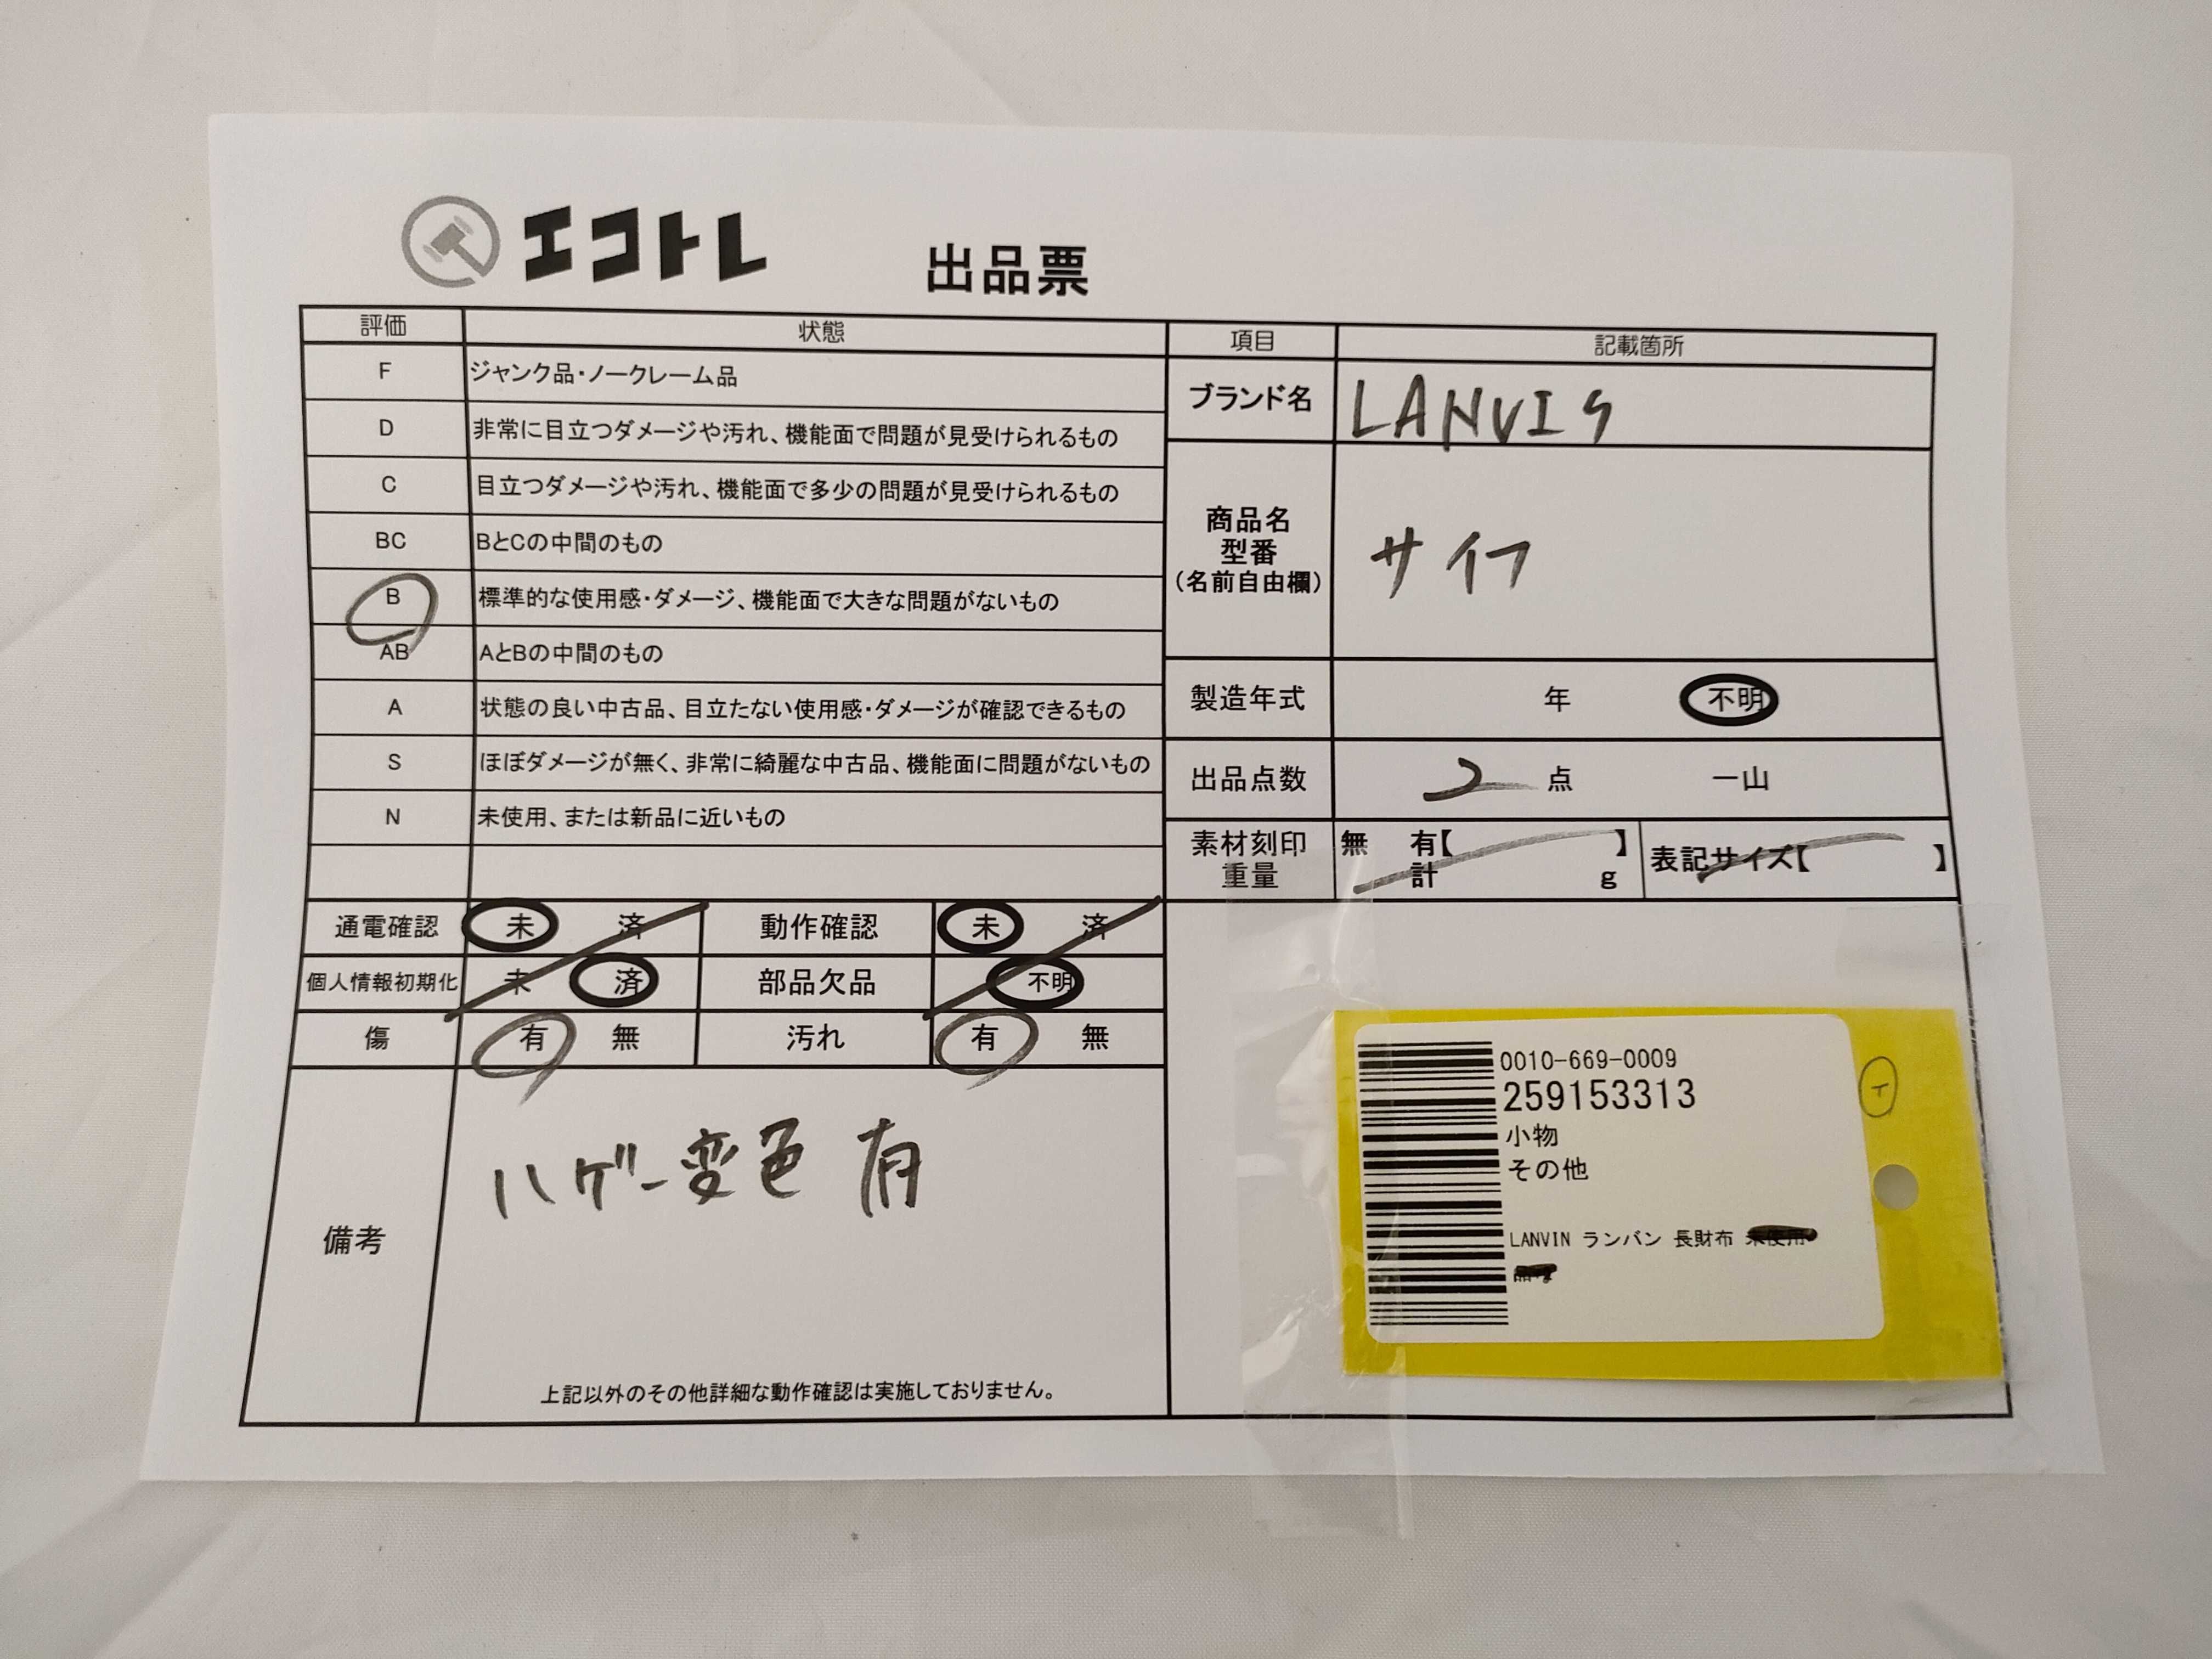 エコトレ 出品票
評価 状態
F ジャンク品・ノークレーム品
D 非常に目立つダメージや汚れ、機能面で問題が見受けられるもの
C 目立つダメージや汚れ、機能面で多少の問題が見受けられるもの
BC BとCの中間のもの
B 標準的な使用感・ダメージ、機能面で大きな問題がないもの
AB AとBの中間のもの
A 状態の良い中古品、目立たない使用感・ダメージが確認できるもの
S ほぼダメージが無く、非常に綺麗な中古品、機能面に問題がないもの
N 未使用、または新品に近いもの
通電確認 未 済 動作確認 未 済
個人情報初期化 未 済 部品欠品 不明
傷 有 無 汚れ 有 無
備考
ハゲー変色 有
上記以外のその他詳細な動作確認は実施しておりません。
項目 記載箇所
ブランド名 LANVIN
商品名
型番
(名前自由欄)
サイフ
製造年式 年 不明
出品点数 2 点 一山
素材刻印 無 有【 】
重量 計 g
表記サイズ【 】
0010-669-0009
259153313
小物
その他
LANVIN ランバン 長財布
イ